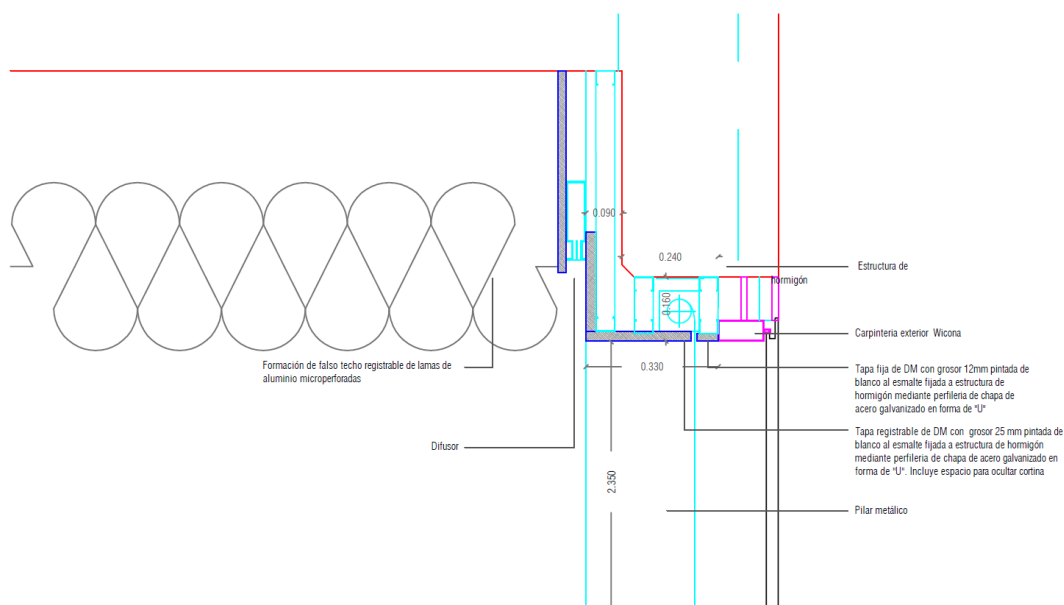 0.090
0.240
Estructura de
hormigón
0.160
Carpinteria exterior Wicona
Formación de falso techo registrable de lamas de
aluminio microperforadas
0.330
Tapa fija de DM con grosor 12mm pintada de
blanco al esmalte fijada a estructura de
hormigón mediante perfileria de chapa de
acero galvanizado en forma de "U"
Difusor
Tapa registrable de DM con grosor 25 mm pintada de
blanco al esmalte fijada a estructura de hormigón
mediante perfileria de chapa de acero galvanizado en
forma de "U". Incluye espacio para ocultar cortina
2.350
Pilar metálico